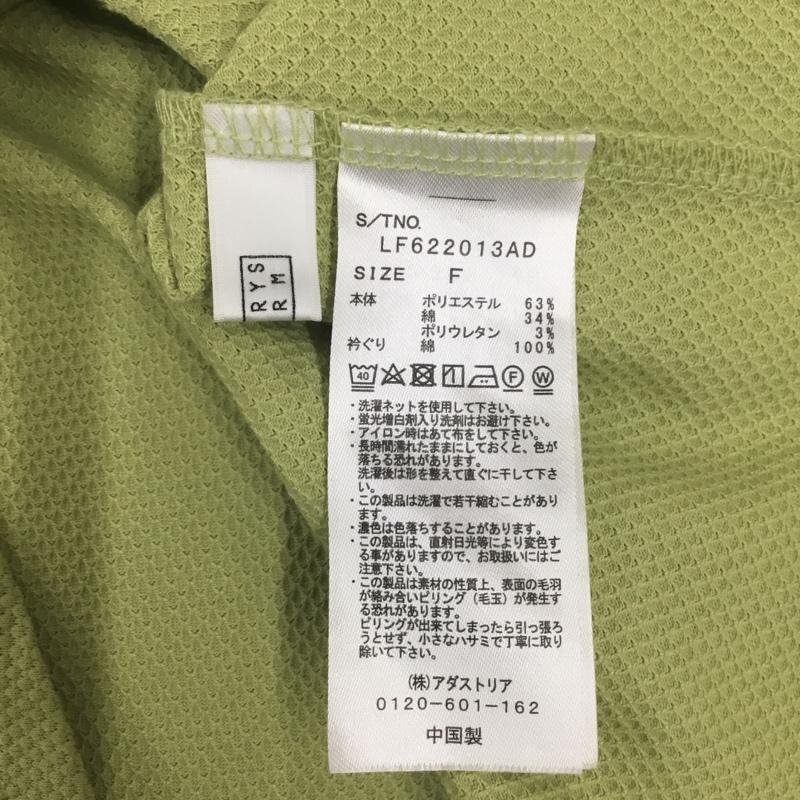 RYS
RM
S/TNO.
LF622013AD
SIZE F
本体 ポリエステル 63%
綿 34%
ポリウレタン 3%
衿ぐり 綿 100%
40 F W
・洗濯ネットを使用して下さい。
・蛍光増白剤入り洗剤はお避け下さい。
・アイロン時はあて布をして下さい。
・長時間濡れたままにしておくと、色が
落ちる恐れがあります。
洗濯後は形を整えて直ぐに干して下さ
い。
・この製品は洗濯で若干縮むことがあり
ます。
・濃色は色落ちすることがあります。
・この製品は、直射日光等により変色す
る事がありますので、お取扱いにはご
注意下さい。
・この製品は素材の性質上、表面の毛羽
が絡み合いピリング（毛玉）が発生す
る恐れがあります。
ピリングが出来てしまったら引っ張ろ
うとせず、小さなハサミで丁寧に取り
除いて下さい。
(株)アダストリア
0120-601-162
中国製